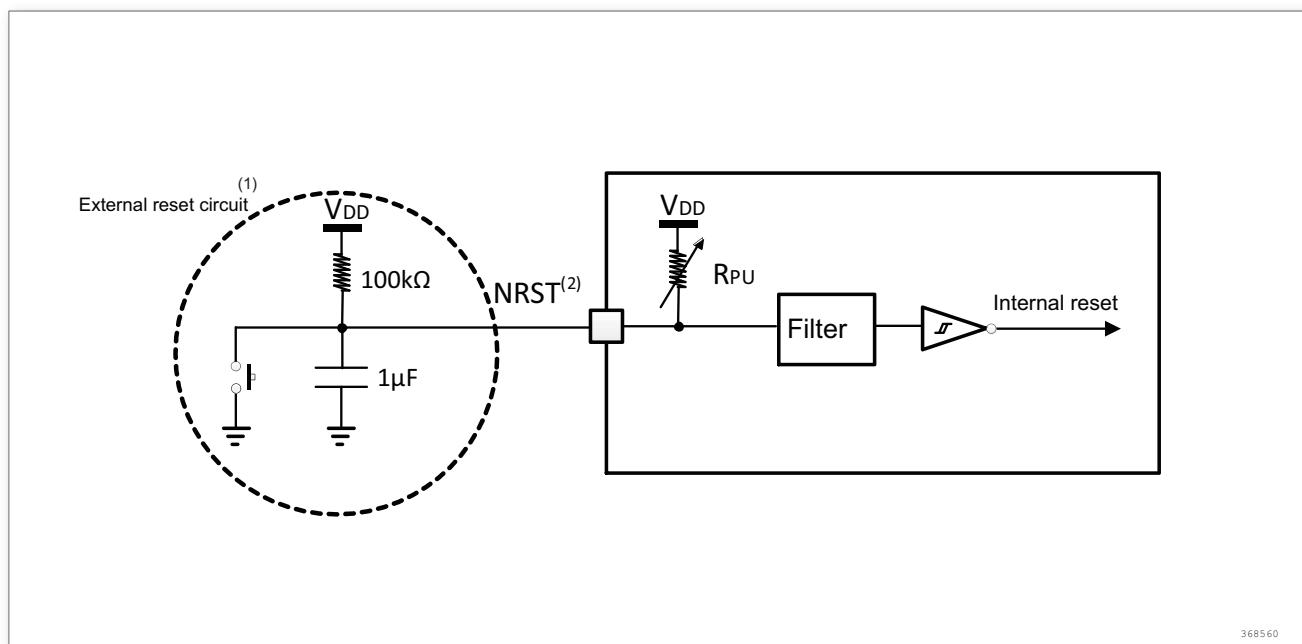 (1)
External reset circuit
VDD
100kΩ
1µF
NRST(2)
VDD
RPU
Filter
Internal reset
368560